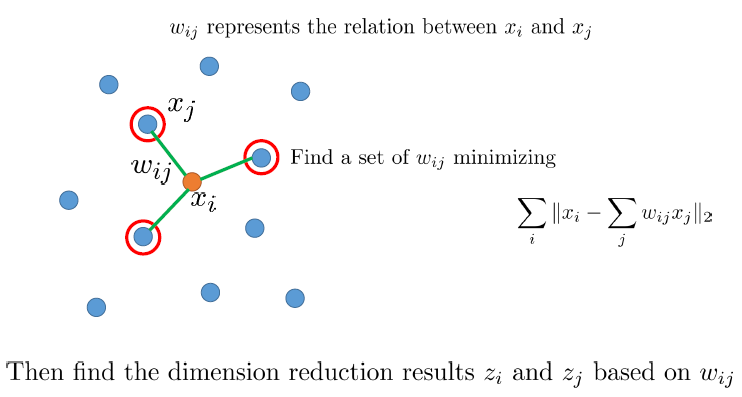 w_{ij} represents the relation between x_i and x_j
x_j
w_{ij}
x_i
Find a set of w_{ij} minimizing
\sum_i \|x_i - \sum_j w_{ij}x_j\|_2
Then find the dimension reduction results z_i and z_j based on w_{ij}